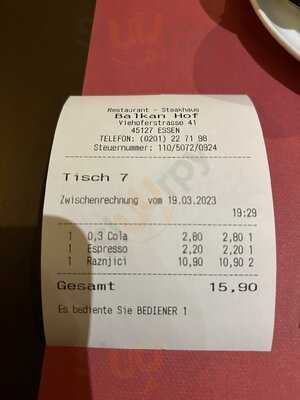 Restaurant - Steakhaus
Balkan Hof
Viehoferstrasse 41
45127 ESSEN
TELEFON: (0201) 22 71 98
Steuernummer: 110/5072/0924
Tisch 7
Zwischenrechnung vom 19.03.2023
19:29
1 0,3 Cola 2,80 2,80 1
1 Espresso 2,20 2,20 1
1 Raznjici 10,90 10,90 2
Gesamt 15,90
Es bediente Sie BEDIENER 1